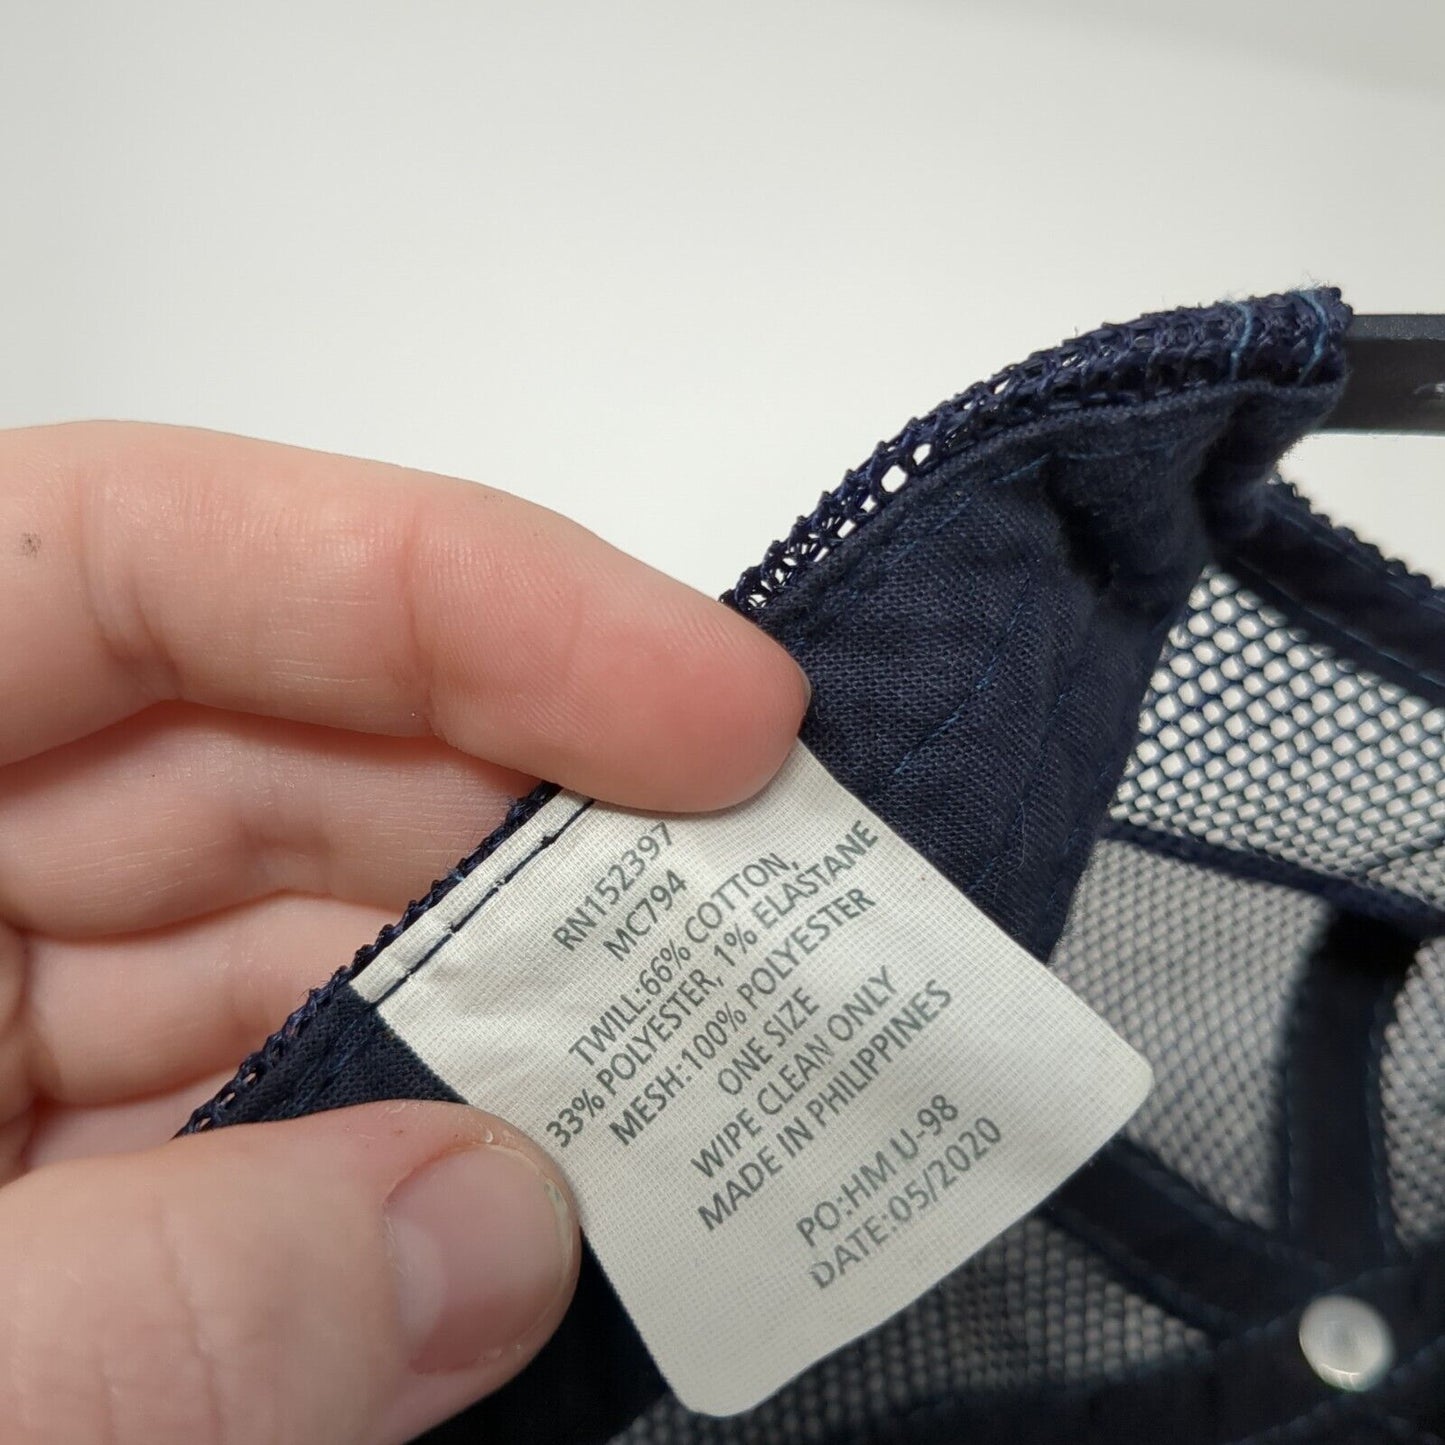 RN152397
MC794
TWILL:66% COTTON,
33% POLYESTER, 1% ELASTANE
MESH:100% POLYESTER
ONE SIZE
WIPE CLEAN ONLY
MADE IN PHILIPPINES
PO:HM U-98
DATE:05/2020